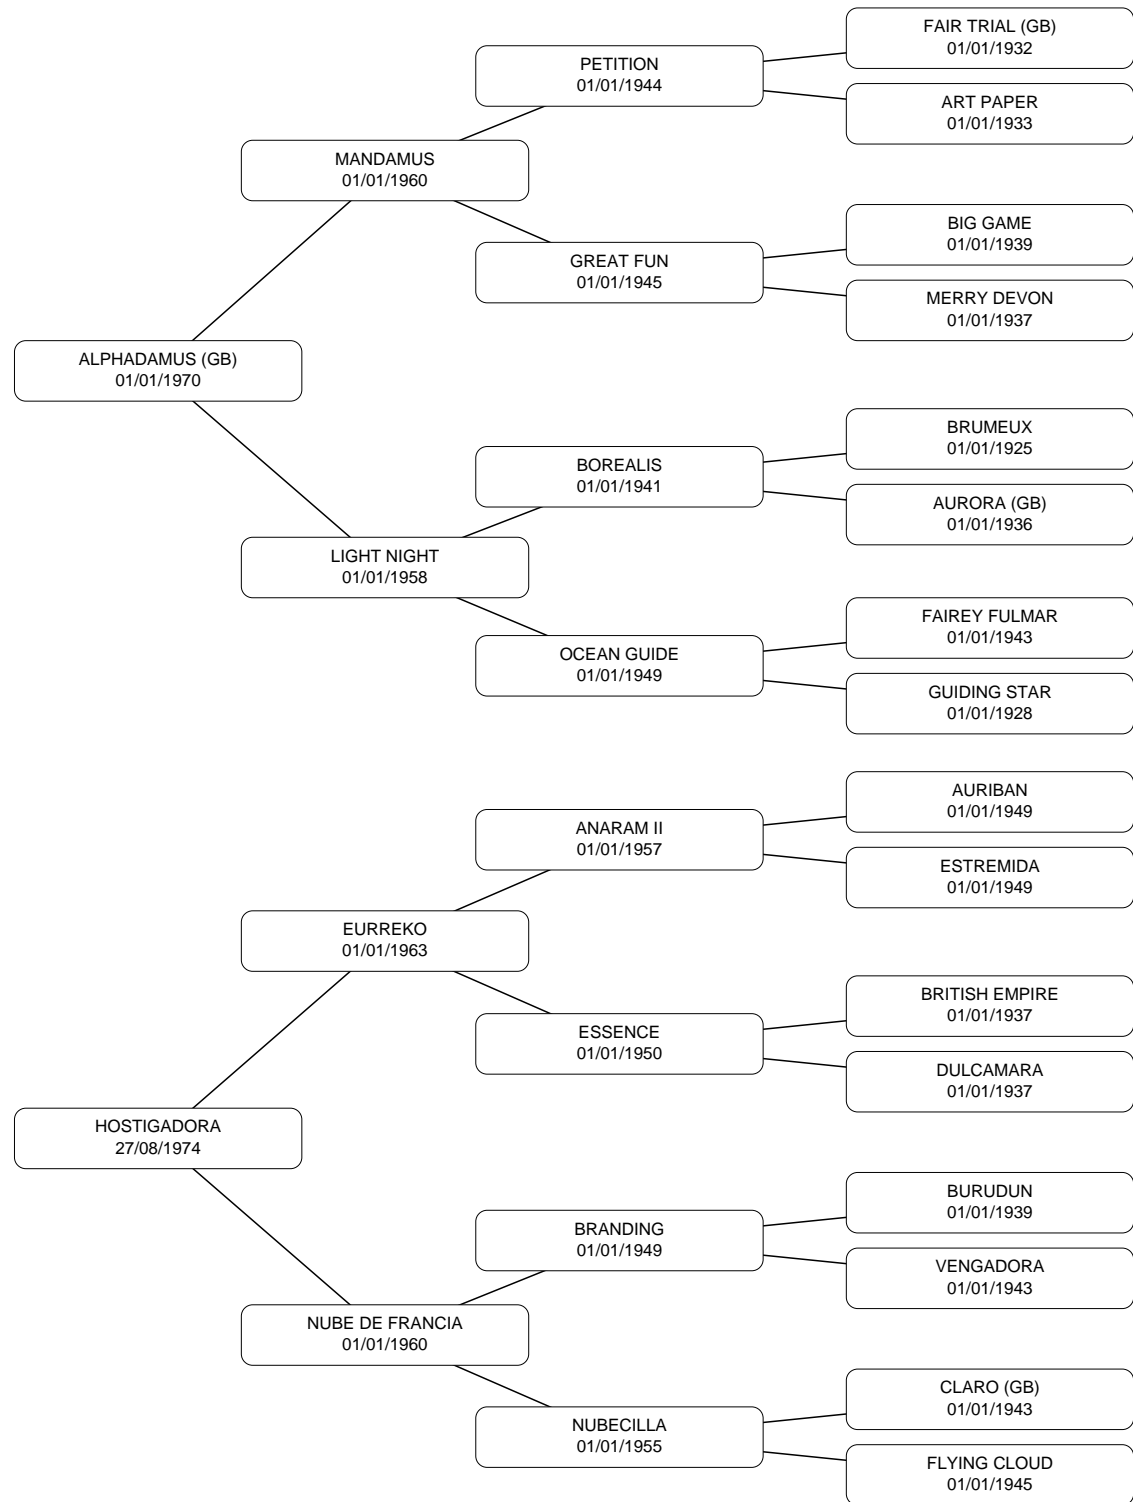 FAIR TRIAL (GB)
01/01/1932
PETITION
01/01/1944
ART PAPER
01/01/1933
MANDAMUS
01/01/1960
BIG GAME
01/01/1939
GREAT FUN
01/01/1945
MERRY DEVON
01/01/1937
ALPHADAMUS (GB)
01/01/1970
BRUMEUX
01/01/1925
BOREALIS
01/01/1941
AURORA (GB)
01/01/1936
LIGHT NIGHT
01/01/1958
FAIREY FULMAR
01/01/1943
OCEAN GUIDE
01/01/1949
GUIDING STAR
01/01/1928
AURIBAN
01/01/1949
ANARAM II
01/01/1957
ESTREMIDA
01/01/1949
EURREKO
01/01/1963
BRITISH EMPIRE
01/01/1937
ESSENCE
01/01/1950
DULCAMARA
01/01/1937
HOSTIGADORA
27/08/1974
BURUDUN
01/01/1939
BRANDING
01/01/1949
VENGADORA
01/01/1943
NUBE DE FRANCIA
01/01/1960
CLARO (GB)
01/01/1943
NUBECILLA
01/01/1955
FLYING CLOUD
01/01/1945